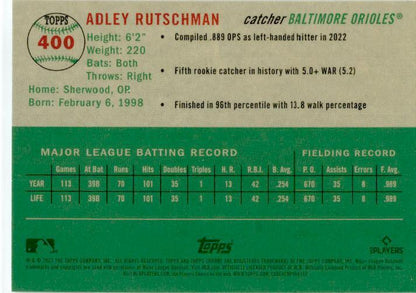 TOPPS
400
ADLEY RUTSCHMAN catcher BALTIMORE ORIOLES®
Height: 6'2"
Weight: 220
Bats: Both
Throws: Right
Home: Sherwood, OR
Born: February 6, 1998
• Compiled .889 OPS as left-handed hitter in 2022
• Fifth rookie catcher in history with 5.0+ WAR (5.2)
• Finished in 96th percentile with 13.8 walk percentage
MAJOR LEAGUE BATTING RECORD FIELDING RECORD
Games At Bat Runs Hits Doubles Triples H. R. R.B.I. B. Avg. P. O. Assists Errors F. Avg.
YEAR 113 398 70 101 35 1 13 42 .254 670 35 8 .989
LIFE 113 398 70 101 35 1 13 42 .254 670 35 8 .989
Topps
PLAYERS